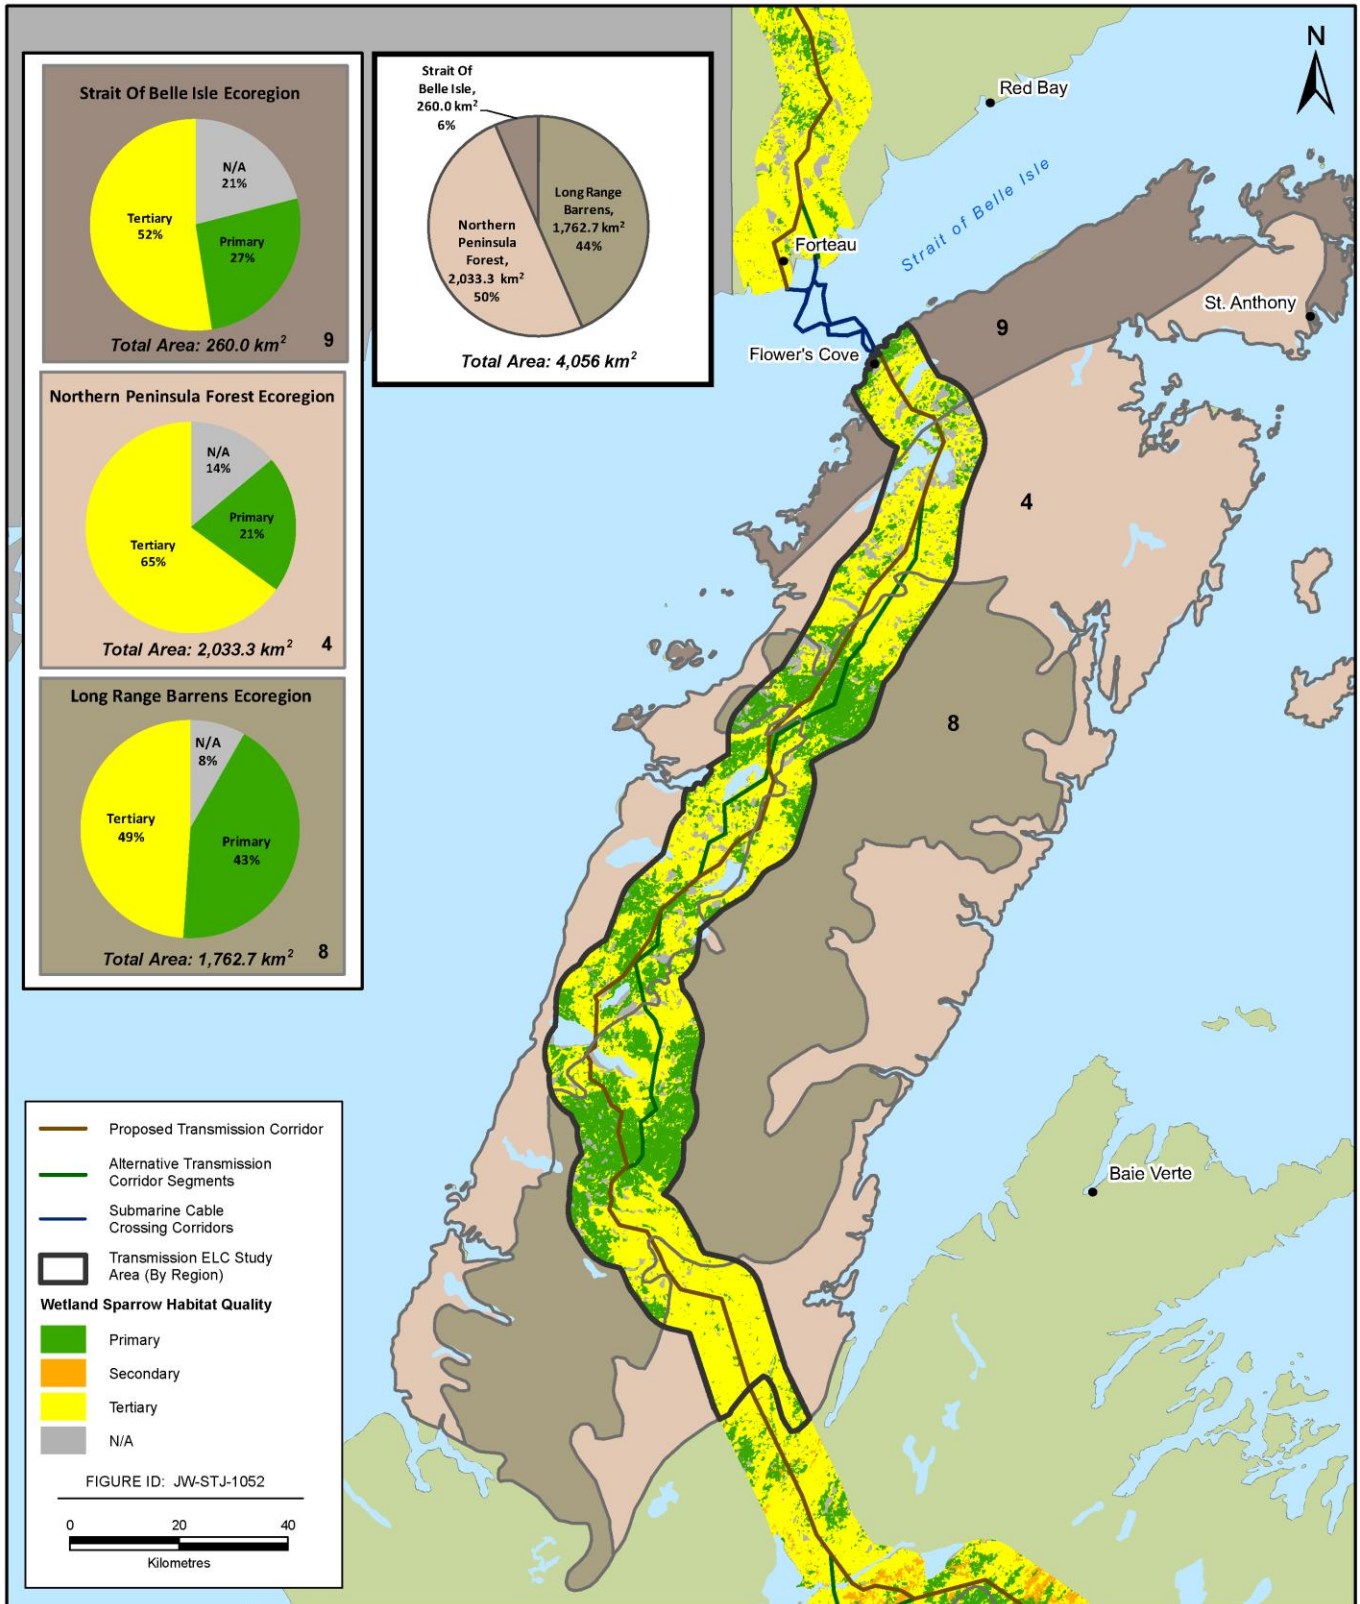 Strait Of Belle Isle Ecoregion
N/A
21%
Tertiary
52%
Primary
27%
Total Area: 260.0 km²
9
Northern Peninsula Forest Ecoregion
N/A
14%
Primary
21%
Tertiary
65%
Total Area: 2,033.3 km²
4
Long Range Barrens Ecoregion
N/A
8%
Tertiary
49%
Primary
43%
Total Area: 1,762.7 km²
8
Strait Of
Belle Isle,
260.0 km²
6%
Long Range
Barrens,
1,762.7 km²
44%
Northern
Peninsula
Forest,
2,033.3 km²
50%
Total Area: 4,056 km²
N
Red Bay
Strait of Belle Isle
Forteau
St. Anthony
9
Flower's Cove
4
8
Baie Verte
Proposed Transmission Corridor
Alternative Transmission
Corridor Segments
Submarine Cable
Crossing Corridors
Transmission ELC Study
Area (By Region)
Wetland Sparrow Habitat Quality
Primary
Secondary
Tertiary
N/A
FIGURE ID: JW-STJ-1052
0 20 40
Kilometres